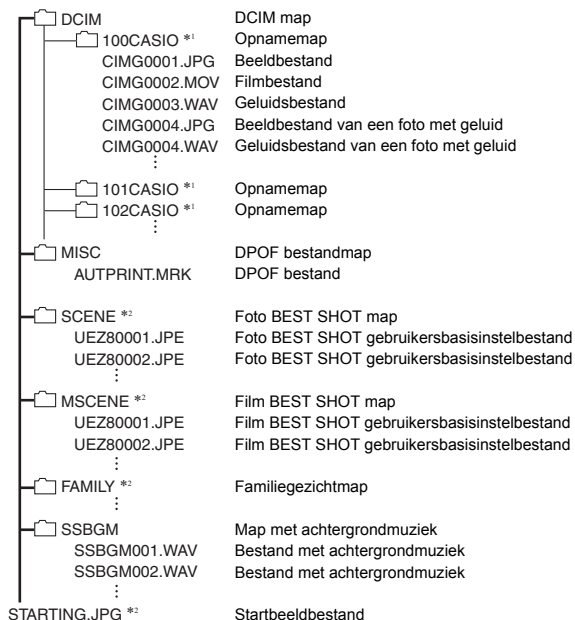 DCIM DCIM map
100CASIO *1 Opnamemap
CIMG0001.JPG Beeldbestand
CIMG0002.MOV Filmbestand
CIMG0003.WAV Geluidsbestand
CIMG0004.JPG Beeldbestand van een foto met geluid
CIMG0004.WAV Geluidsbestand van een foto met geluid
101CASIO *1 Opnamemap
102CASIO *1 Opnamemap
MISC DPOF bestandmap
AUTPRINT.MRK DPOF bestand
SCENE *2 Foto BEST SHOT map
UEZ80001.JPE Foto BEST SHOT gebruikersbasisinstelbestand
UEZ80002.JPE Foto BEST SHOT gebruikersbasisinstelbestand
MSCENE *2 Film BEST SHOT map
UEZ80001.JPE Film BEST SHOT gebruikersbasisinstelbestand
UEZ80002.JPE Film BEST SHOT gebruikersbasisinstelbestand
FAMILY *2 Familiegezichtmap
SSBGM Map met achtergrondmuziek
SSBGM001.WAV Bestand met achtergrondmuziek
SSBGM002.WAV Bestand met achtergrondmuziek
STARTING.JPG *2 Startbeeldbestand